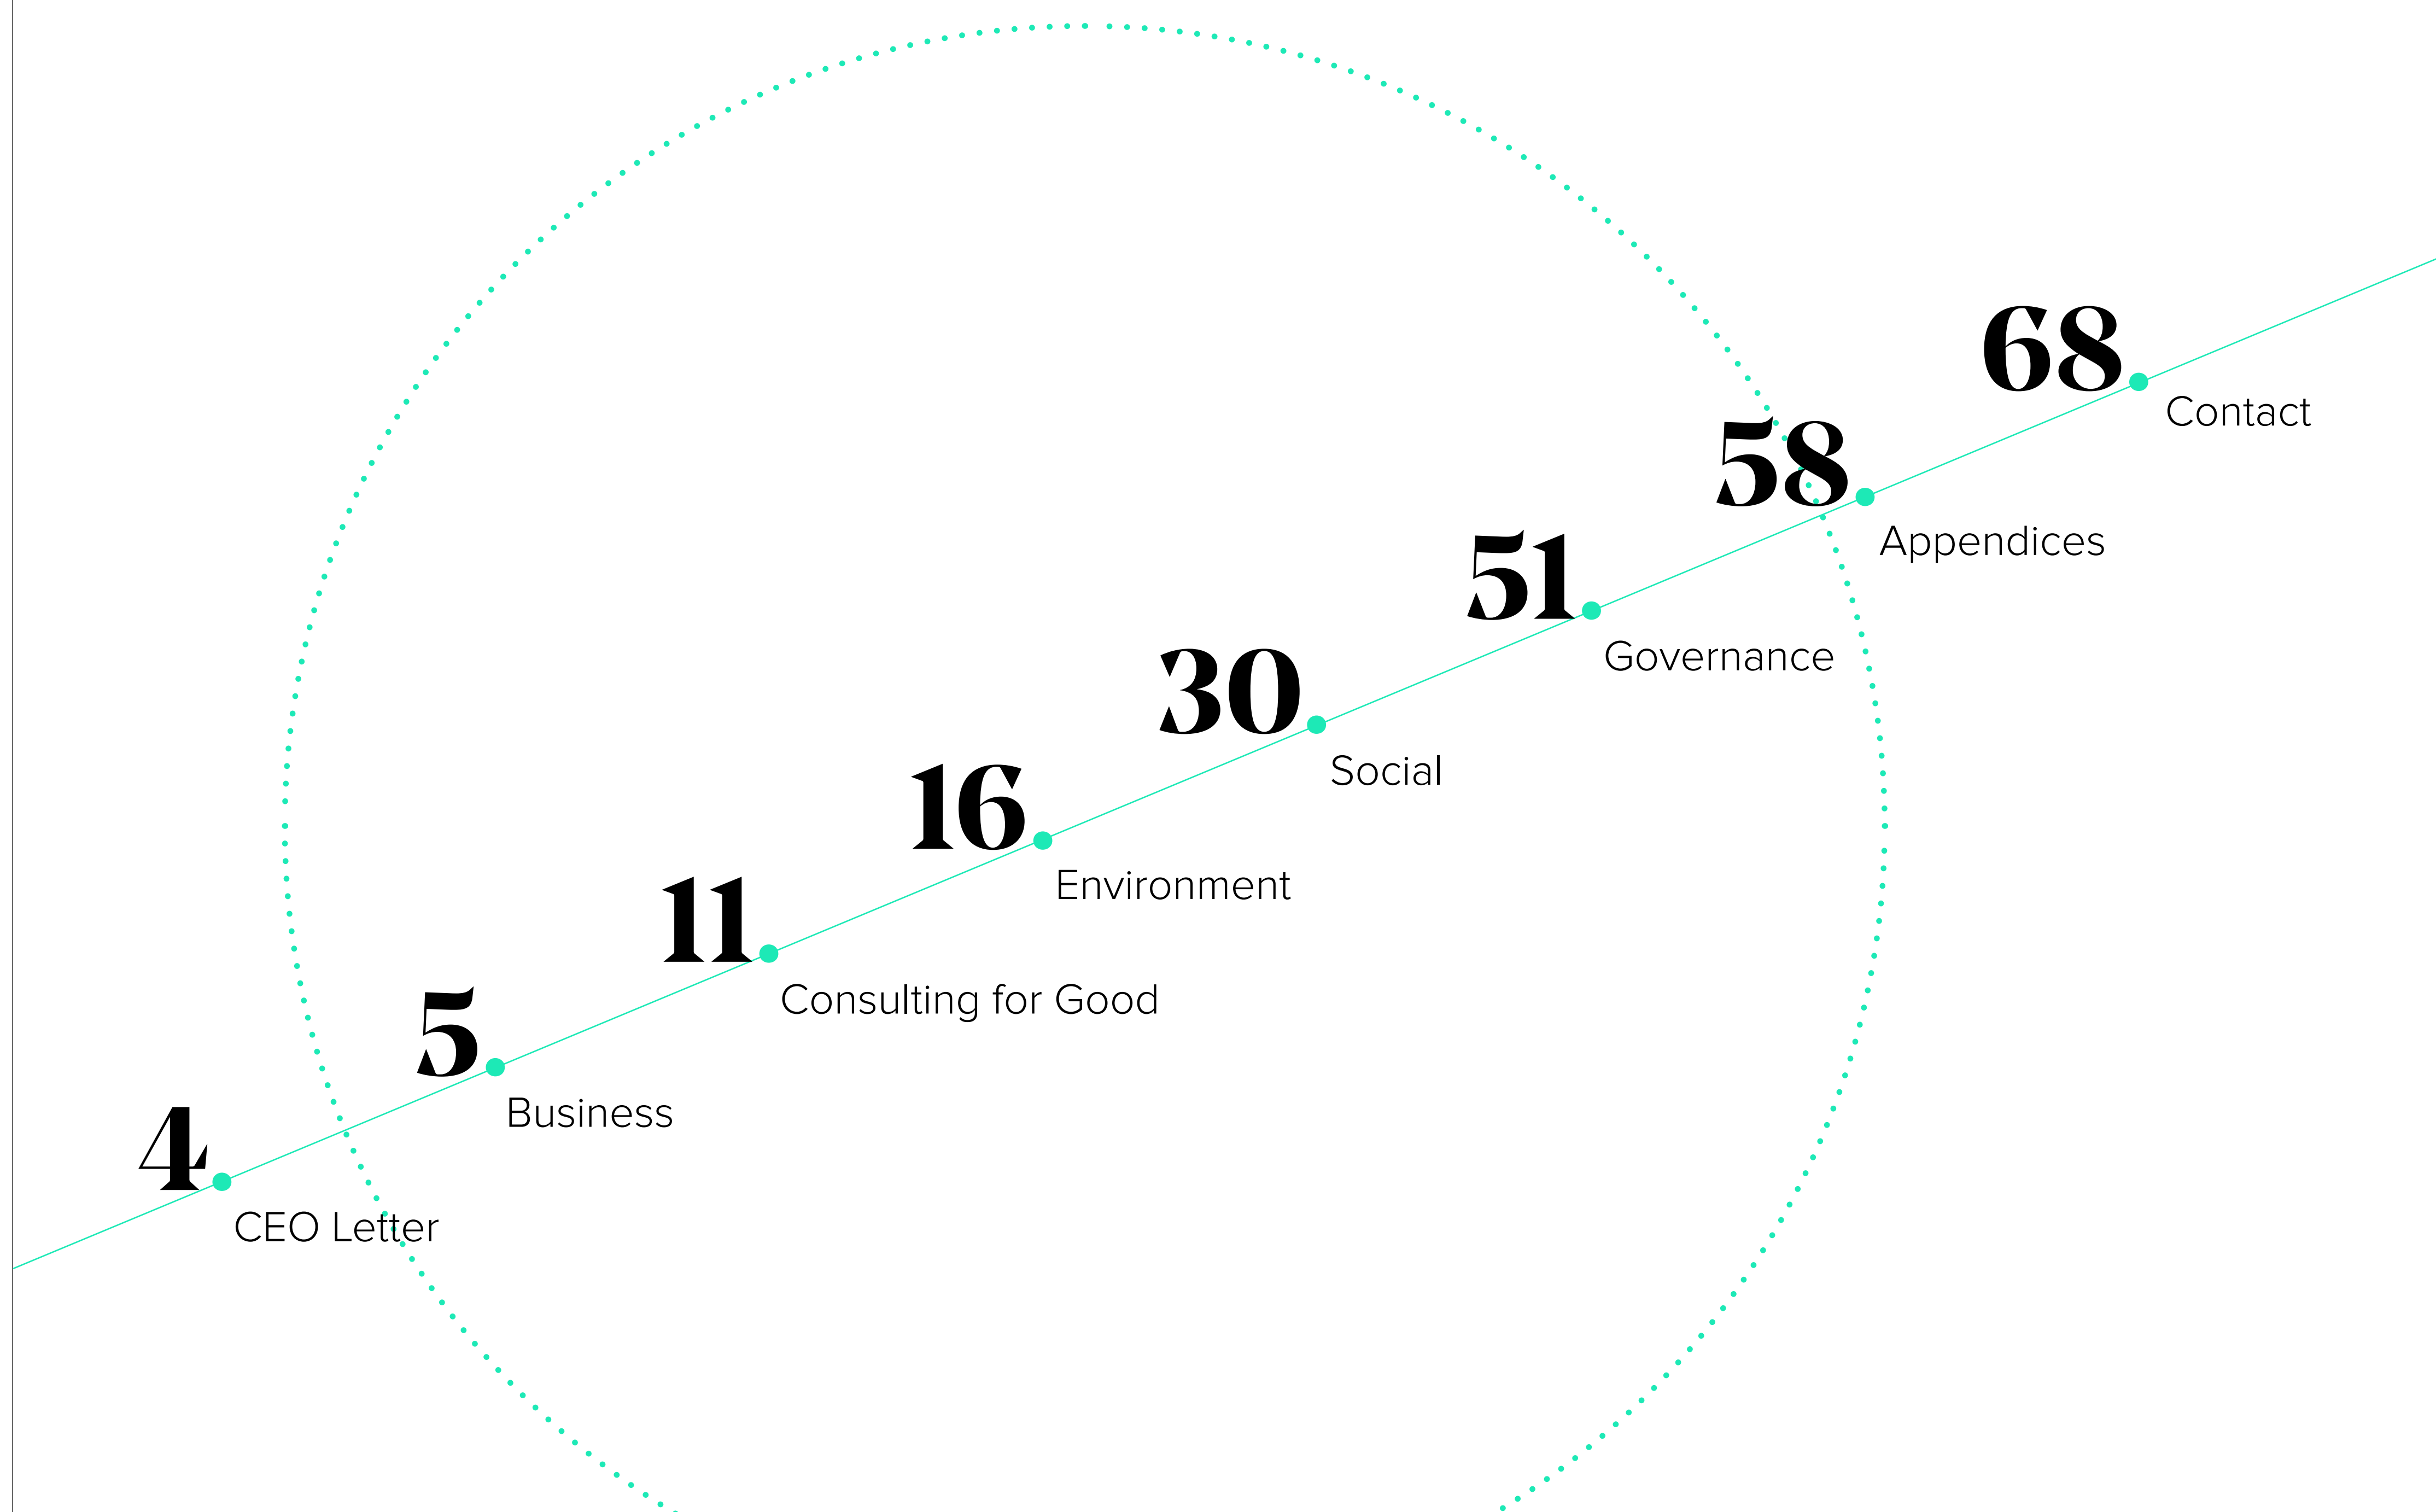 4
CEO Letter
5
Business
11
Consulting for Good
16
Environment
30
Social
51
Governance
58
Appendices
68
Contact